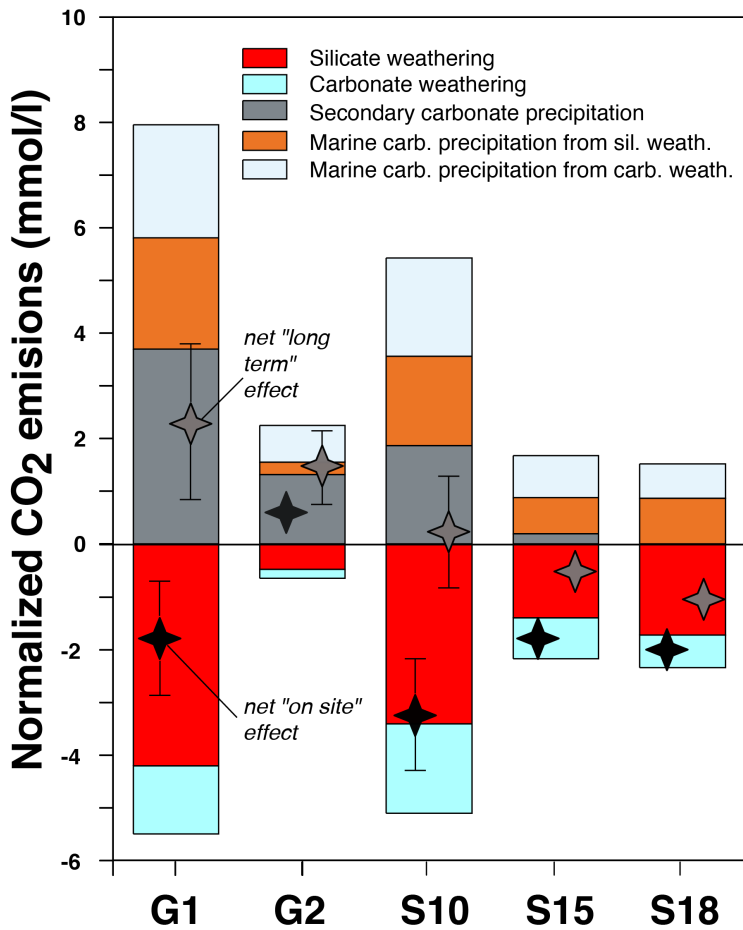 Normalized CO2 emissions (mmol/l)
10
8
6
4
2
0
-2
-4
-6
Silicate weathering
Carbonate weathering
Secondary carbonate precipitation
Marine carb. precipitation from sil. weath.
Marine carb. precipitation from carb. weath.
net "long
term"
effect
net "on site"
effect
G1 G2 S10 S15 S18